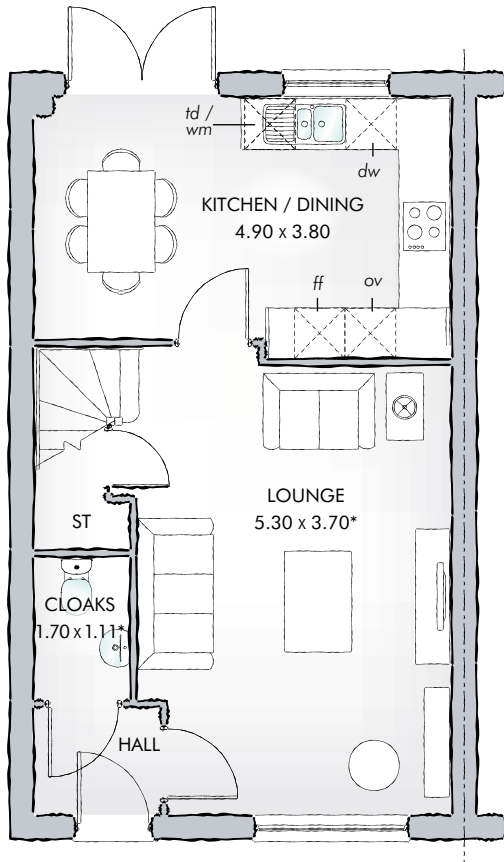 td /
wm
dw
KITCHEN / DINING
4.90 x 3.80
ff
ov
LOUNGE
5.30 x 3.70*
ST
CLOAKS
1.70 x 1.11*
HALL